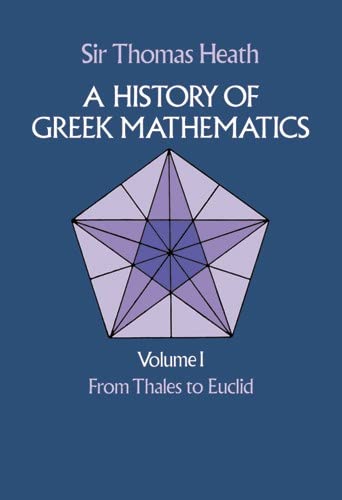 Sir Thomas Heath
A HISTORY OF
GREEK MATHEMATICS
Volume I
From Thales to Euclid